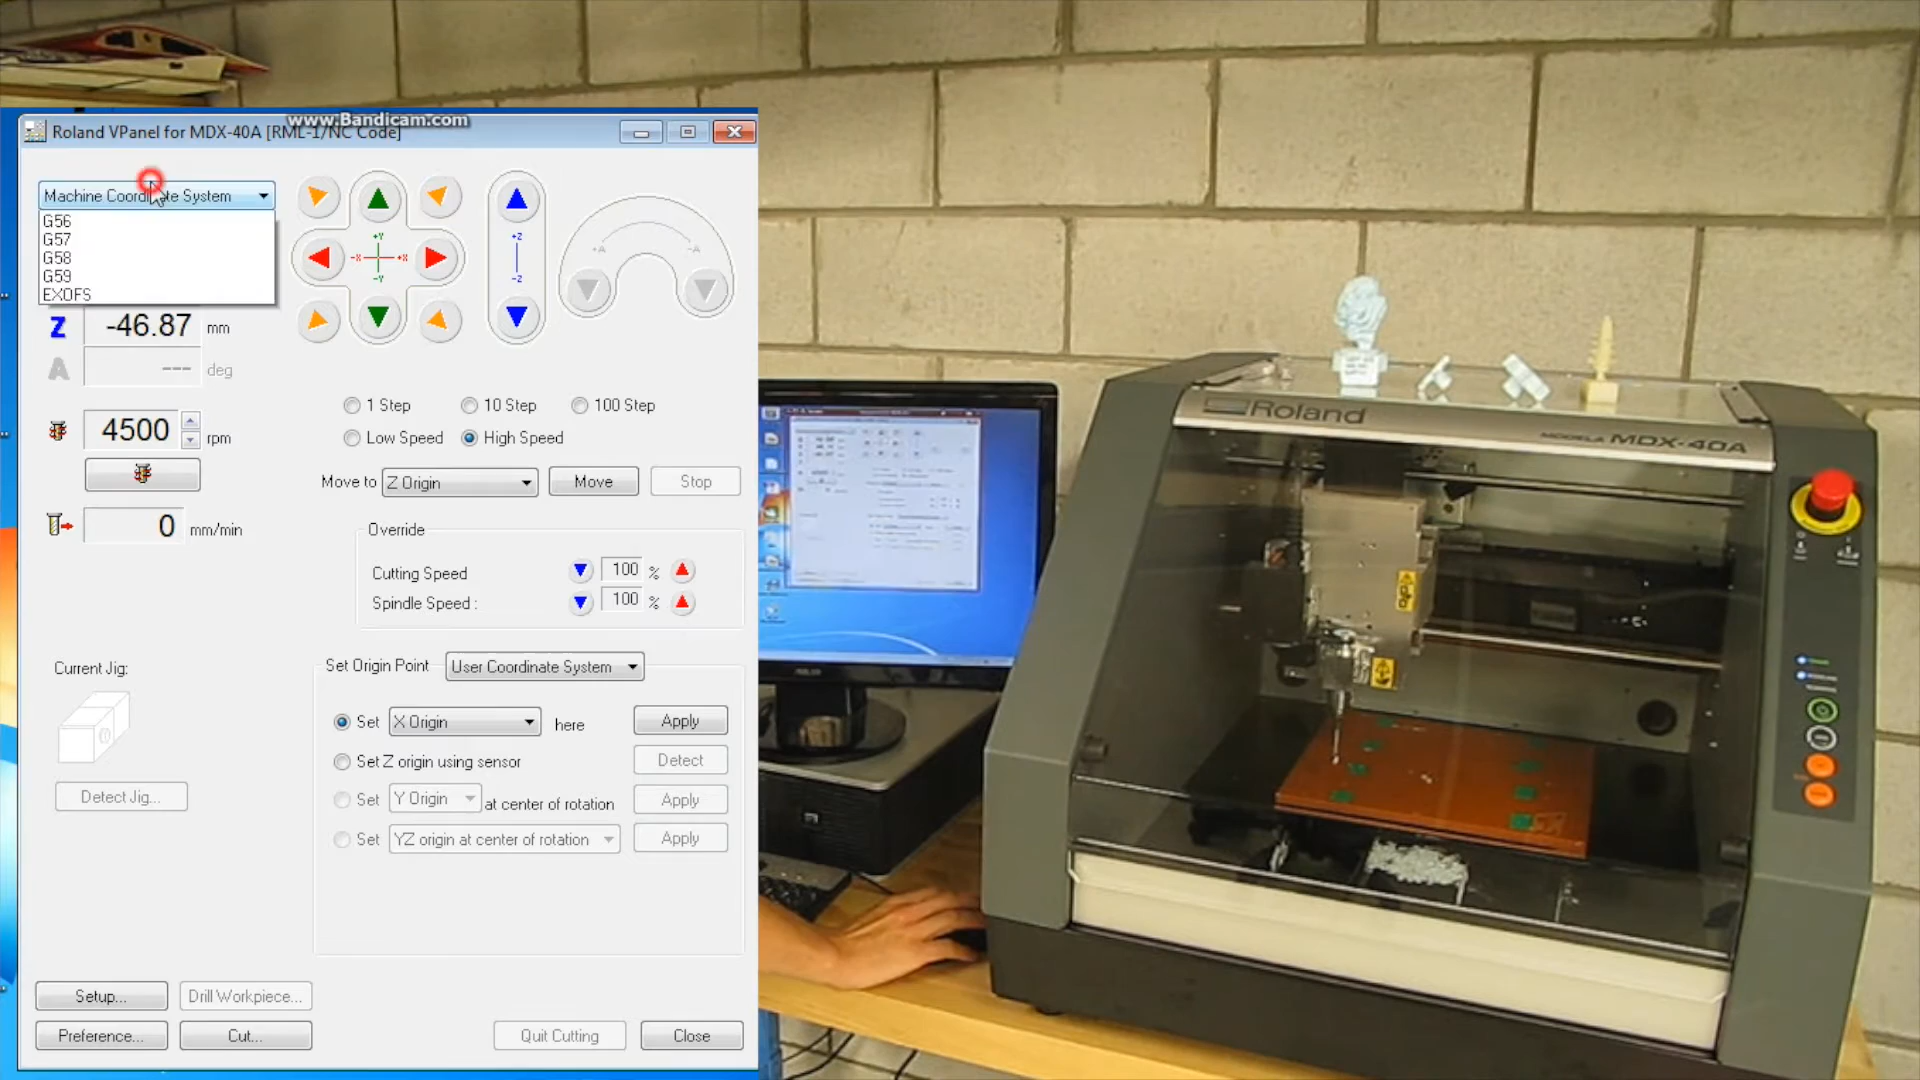 www.Bandicam.com
Roland VPanel for MDX-40A [RML-1/NC Code]
Machine Coordinate System
G56
G57
G58
G59
EXOFS
Z -46.87 mm
A --- deg
4500 rpm
0 mm/min
+Y
-X +X
-Y
+Z
-Z
+A -A
1 Step 10 Step 100 Step
Low Speed High Speed
Move to Z Origin Move Stop
Override
Cutting Speed 100 %
Spindle Speed : 100 %
Set Origin Point User Coordinate System
Set X Origin here Apply
Set Z origin using sensor Detect
Set Y Origin at center of rotation Apply
Set YZ origin at center of rotation Apply
Current Jig:
Detect Jig...
Setup... Drill Workpiece...
Preference... Cut... Quit Cutting Close
Roland
MODELA MDX-40A